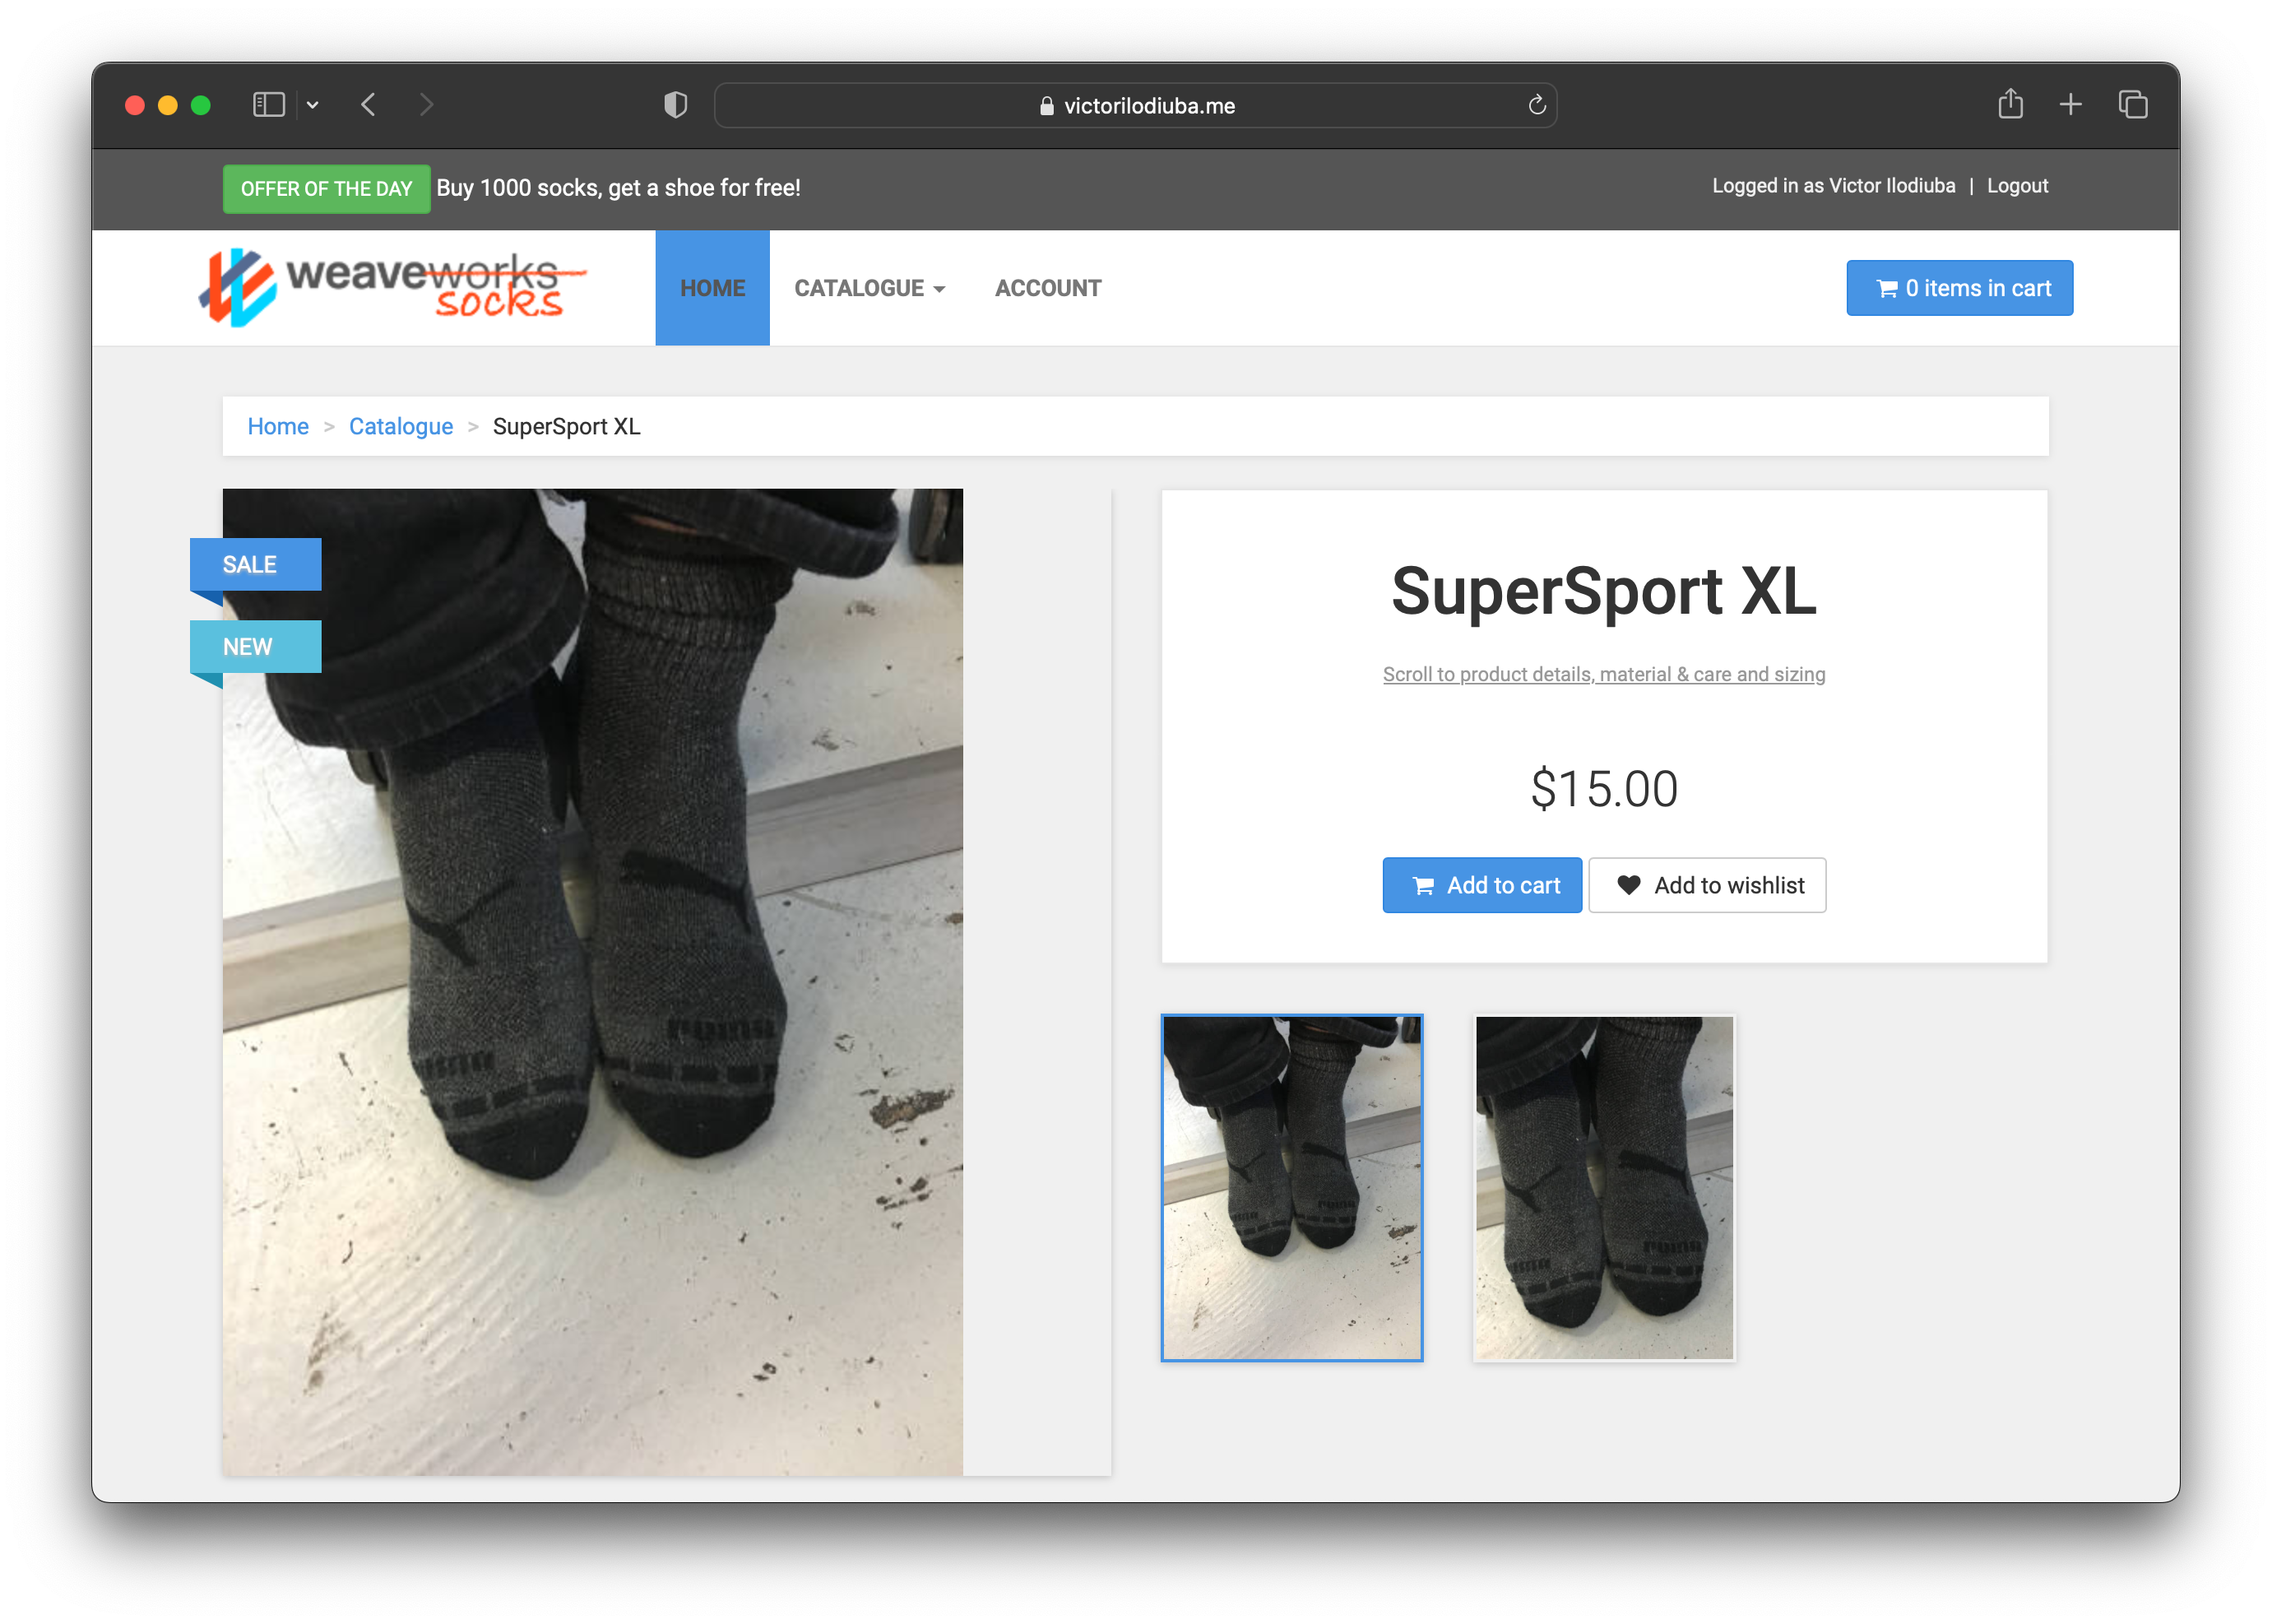 victorilodiuba.me
OFFER OF THE DAY Buy 1000 socks, get a shoe for free!
Logged in as Victor Ilodiuba | Logout
weaveworks
socks
HOME CATALOGUE ACCOUNT
0 items in cart
Home > Catalogue > SuperSport XL
SALE
NEW
SuperSport XL
Scroll to product details, material & care and sizing
$15.00
Add to cart
Add to wishlist